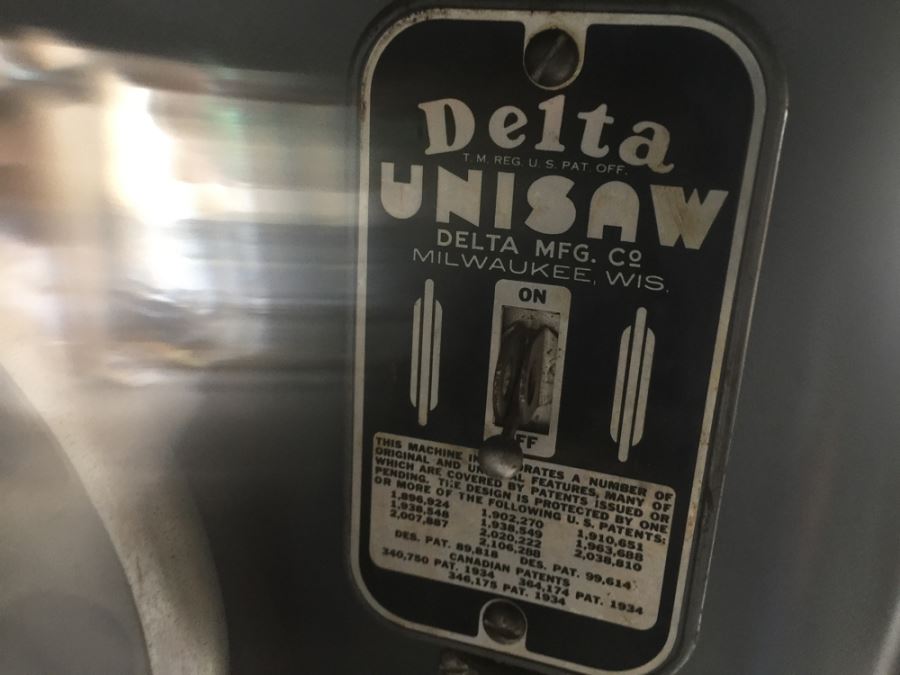 Delta
T. M. REG. U. S. PAT. OFF.
UNISAW
DELTA MFG. CO
MILWAUKEE, WIS.
ON
FF
THIS MACHINE IN RATES A NUMBER OF
ORIGINAL AND UN L FEATURES, MANY OF
WHICH ARE COVERED BY PATENTS ISSUED OR
PENDING. THE DESIGN IS PROTECTED BY ONE
OR MORE OF THE FOLLOWING U. S. PATENTS:
1,896,924 1,902,270 1,910,651
1,938,548 1,938,549 1,963,688
2,007,887 2,020,222 2,038,810
2,106,288
DES. PAT. 89,818 DES. PAT. 99,614
CANADIAN PATENTS
340,750 PAT. 1934 364,174 PAT. 1934
346,175 PAT. 1934